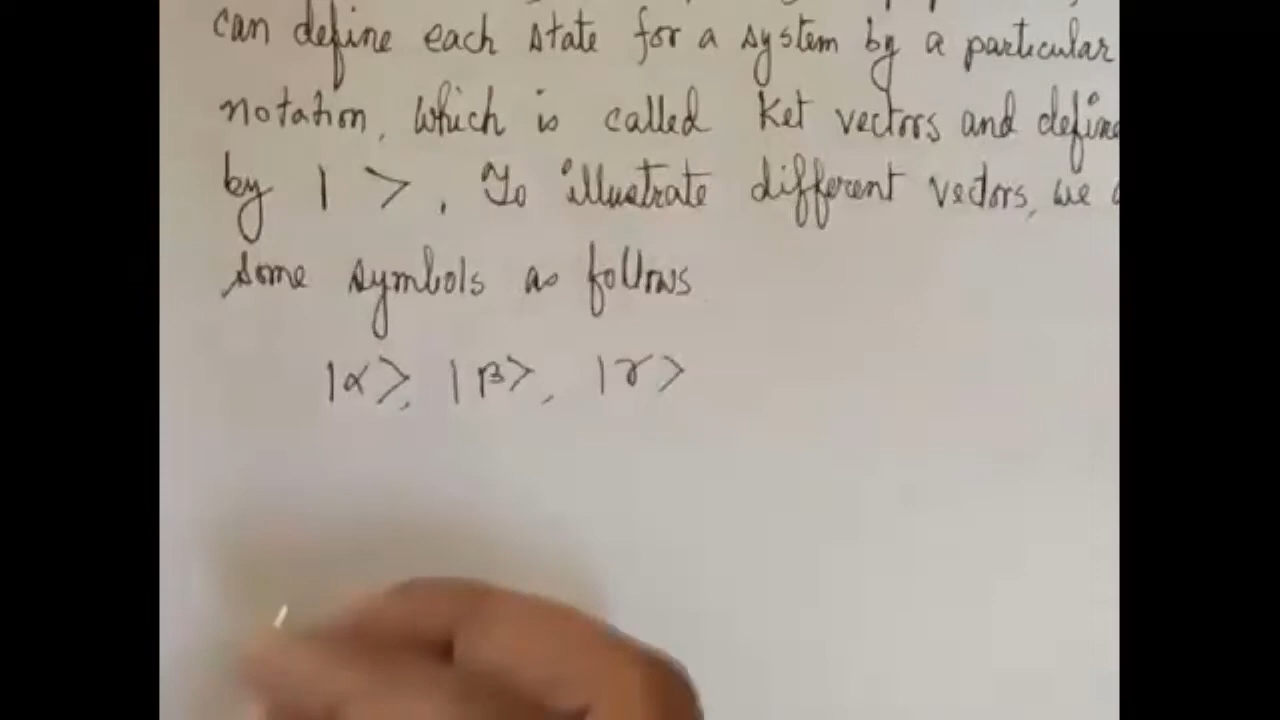 can define each state for a system by a particular
notation, which is called Ket vectors and define
by | >. To illustrate different vectors, we
some symbols as follows
|α>, |β>, |γ>